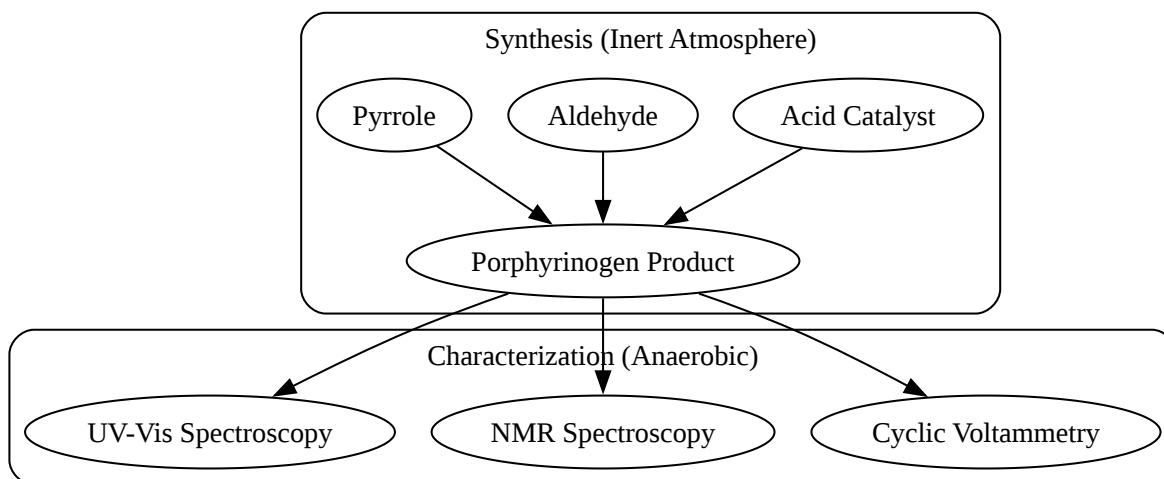 Synthesis (Inert Atmosphere)
Pyrrole
Aldehyde
Acid Catalyst
Porphyrinogen Product
Characterization (Anaerobic)
UV-Vis Spectroscopy
NMR Spectroscopy
Cyclic Voltammetry